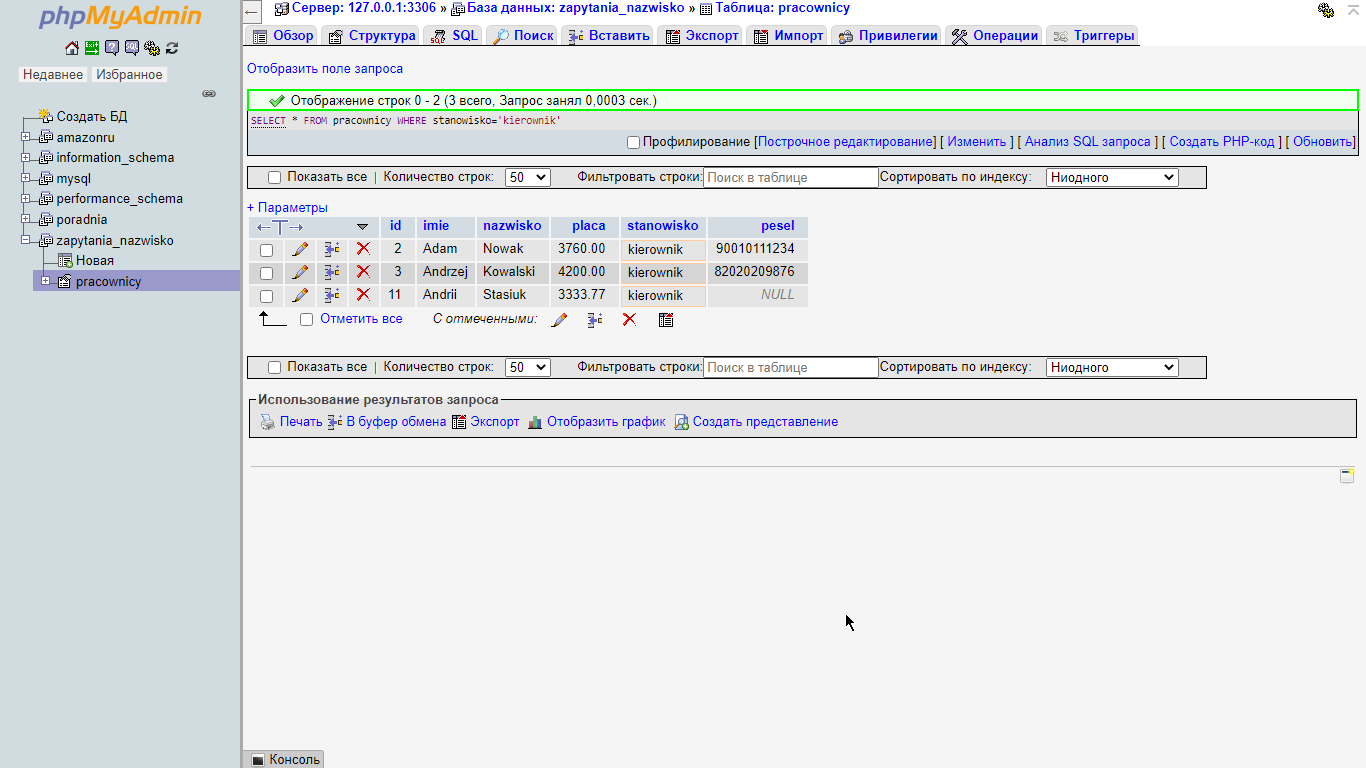 phpMyAdmin
Недавнее Избранное
Создать БД
amazonru
information_schema
mysql
performance_schema
poradnia
zapytania_nazwisko
Новая
pracownicy
Сервер: 127.0.0.1:3306 » База данных: zapytania_nazwisko » Таблица: pracownicy
Обзор Структура SQL Поиск Вставить Экспорт Импорт Привилегии Операции Триггеры
Отобразить поле запроса
Отображение строк 0 - 2 (3 всего, Запрос занял 0,0003 сек.)
SELECT * FROM pracownicy WHERE stanowisko='kierownik'
Профилирование [Построчное редактирование] [ Изменить ] [ Анализ SQL запроса ] [ Создать PHP-код ] [ Обновить]
Показать все | Количество строк: 50 Фильтровать строки: Поиск в таблице Сортировать по индексу: Ниодного
+ Параметры
←T→ id imie nazwisko placa stanowisko pesel
2 Adam Nowak 3760.00 kierownik 90010111234
3 Andrzej Kowalski 4200.00 kierownik 82020209876
11 Andrii Stasiuk 3333.77 kierownik NULL
Отметить все С отмеченными:
Показать все | Количество строк: 50 Фильтровать строки: Поиск в таблице Сортировать по индексу: Ниодного
Использование результатов запроса
Печать В буфер обмена Экспорт Отобразить график Создать представление
Консоль